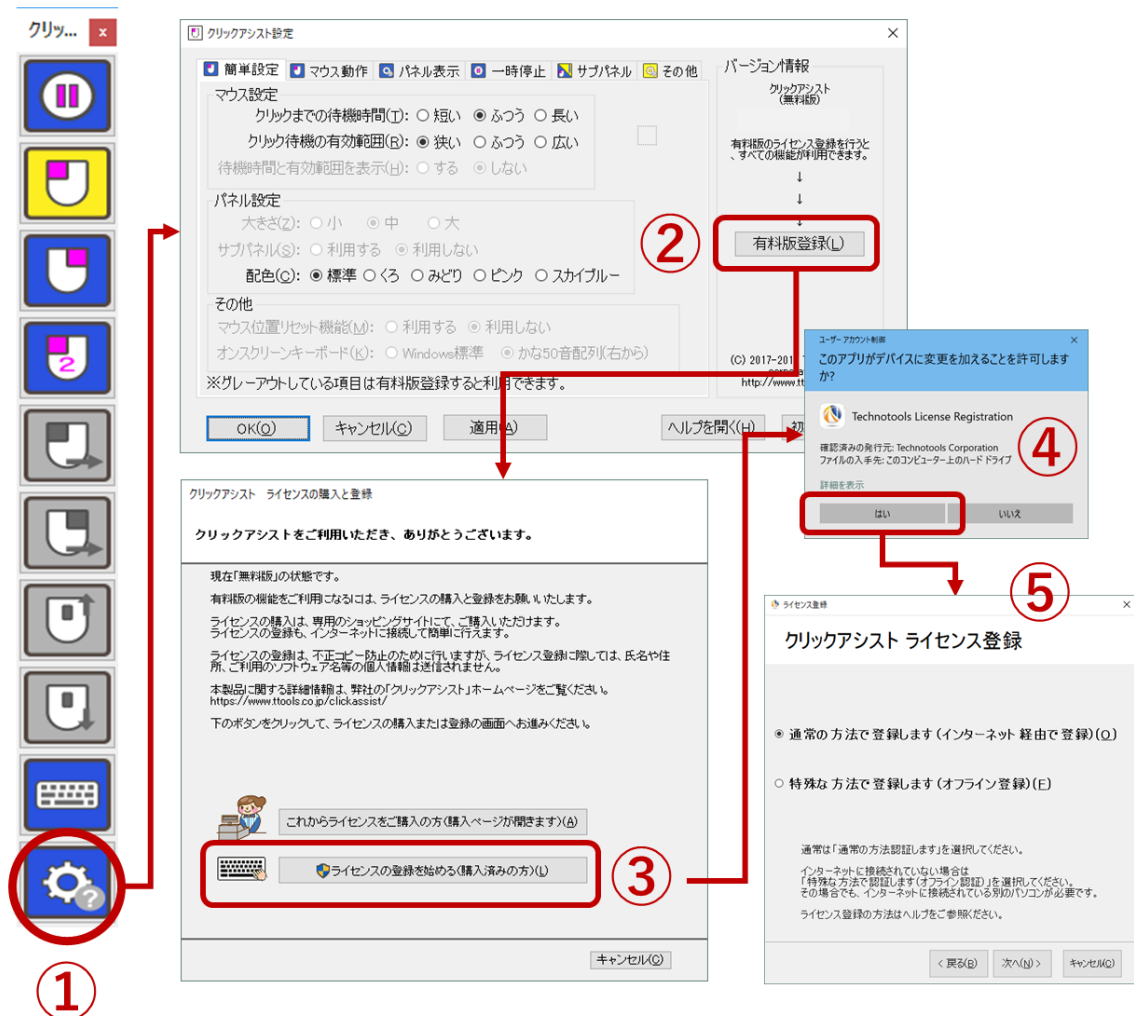 クリッ...
2
①
クリックアシスト設定
簡単設定 マウス動作 パネル表示 一時停止 サブパネル その他
マウス設定
クリックまでの待機時間(T): 短い ふつう 長い
クリック待機の有効範囲(R): 狭い ふつう 広い
待機時間と有効範囲を表示(H): する しない
パネル設定
大きさ(Z): 小 中 大
サブパネル(S): 利用する 利用しない
配色(C): 標準 くろ みどり ピンク スカイブルー
その他
マウス位置リセット機能(M): 利用する 利用しない
オンスクリーンキーボード(K): Windows標準 かな50音配列(右から)
※グレーアウトしている項目は有料版登録すると利用できます。
バージョン情報
クリックアシスト
(無料版)
有料版のライセンス登録を行うと
、すべての機能が利用できます。
↓
↓
↓
②
有料版登録(L)
(C) 2017-201
http://www.tt
OK(O) キャンセル(C) 適用(A) ヘルプを開く(H)
クリックアシスト ライセンスの購入と登録
クリックアシストをご利用いただき、ありがとうございます。
現在「無料版」の状態です。
有料版の機能をご利用になるには、ライセンスの購入と登録をお願いいたします。
ライセンスの購入は、専用のショッピングサイトにて、ご購入いただけます。
ライセンスの登録も、インターネットに接続して簡単に行えます。
ライセンスの登録は、不正コピー防止のために行いますが、ライセンス登録に際しては、氏名や住
所、ご利用のソフトウェア名等の個人情報は送信されません。
本製品に関する詳細情報は、弊社の「クリックアシスト」ホームページをご覧ください。
https://www.ttools.co.jp/clickassist/
下のボタンをクリックして、ライセンスの購入または登録の画面へお進みください。
これからライセンスをご購入の方(購入ページが開きます)(A)
ライセンスの登録を始める(購入済みの方)(L)
③
キャンセル(C)
ユーザー アカウント制御
このアプリがデバイスに変更を加えることを許可します
か?
Technotools License Registration
確認済みの発行元: Technotools Corporation
ファイルの入手先: このコンピューター上のハード ドライブ
④
詳細を表示
はい いいえ
⑤
ライセンス登録
クリックアシスト ライセンス登録
通常の方法で登録します(インターネット経由で登録)(O)
特殊な方法で登録します(オフライン登録)(F)
通常は「通常の方法認証します」を選択してください。
インターネットに接続されていない場合は
「特殊な方法で認証します(オフライン認証)」を選択してください。
その場合でも、インターネットに接続されている別のパソコンが必要です。
ライセンス登録の方法はヘルプをご参照ください。
< 戻る(B) 次へ(N) > キャンセル(C)